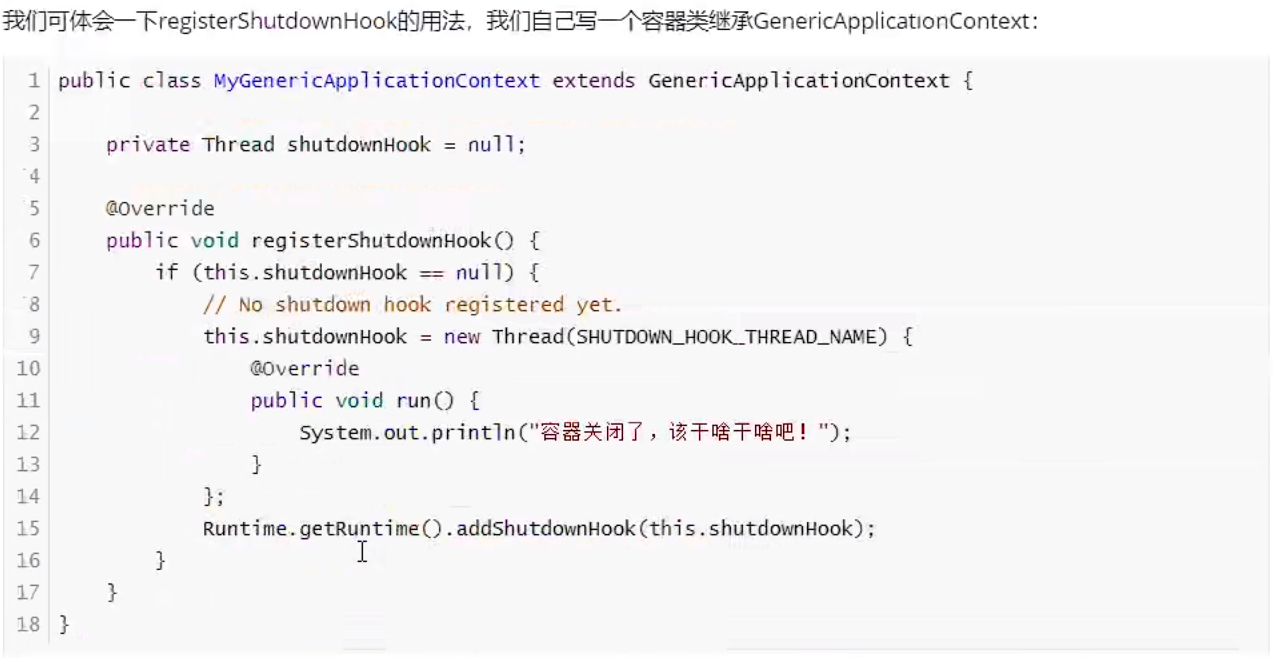 我们可体会一下registerShutdownHook的用法，我们自己写一个容器类继承GenericApplicationContext：
1 public class MyGenericApplicationContext extends GenericApplicationContext {
2
3     private Thread shutdownHook = null;
4
5     @Override
6     public void registerShutdownHook() {
7         if (this.shutdownHook == null) {
8             // No shutdown hook registered yet.
9             this.shutdownHook = new Thread(SHUTDOWN_HOOK_THREAD_NAME) {
10                 @Override
11                 public void run() {
12                     System.out.println("容器关闭了，该干啥干啥吧！");
13                 }
14             };
15             Runtime.getRuntime().addShutdownHook(this.shutdownHook);
16         }
17     }
18 }